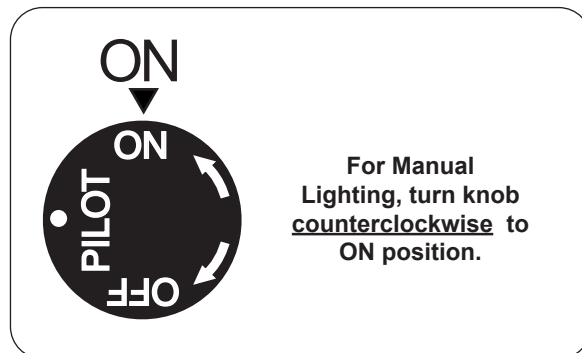 ON
ON
PILOT
OFF
For Manual
Lighting, turn knob
counterclockwise to
ON position.